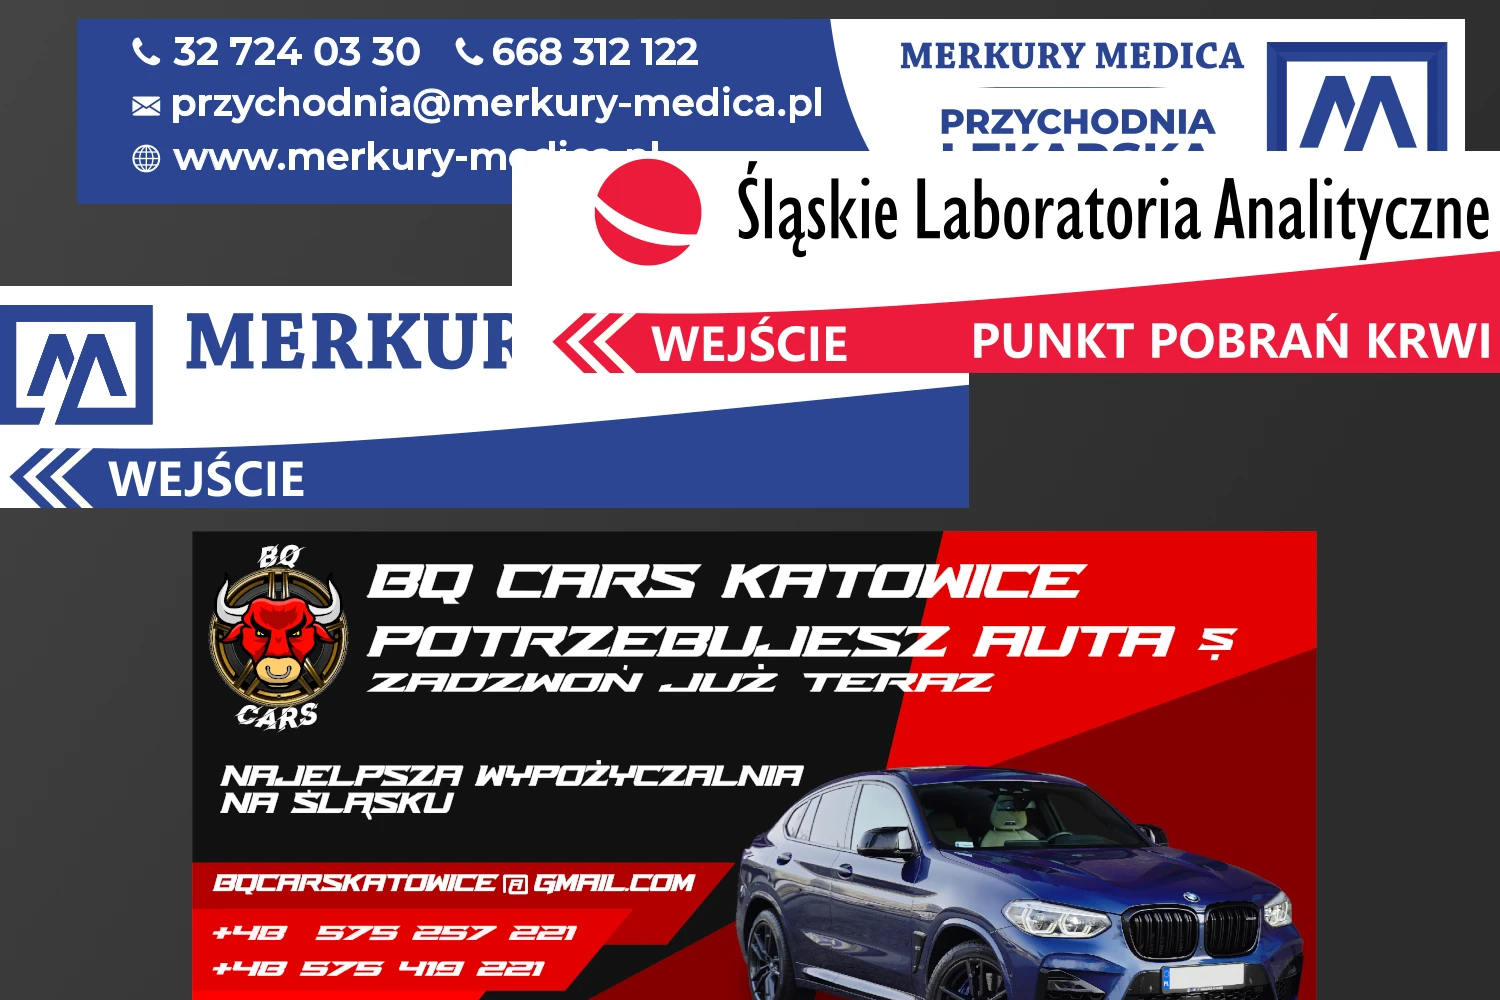 32 724 03 30 668 312 122
przychodnia@merkury-medica.pl
www.merkury-medica.pl
MERKURY MEDICA
PRZYCHODNIA
LEKARSKA
Śląskie Laboratoria Analityczne
WEJŚCIE PUNKT POBRAŃ KRWI
MERKUR
WEJŚCIE
BQ
CARS
BQ CARS KATOWICE
POTRZEBUJESZ AUTA ?
ZADZWOŃ JUŻ TERAZ
NAJELPSZA WYPOŻYCZALNIA
NA ŚLĄSKU
BQCARSKATOWICE@GMAIL.COM
+48 575 257 221
+48 575 419 221